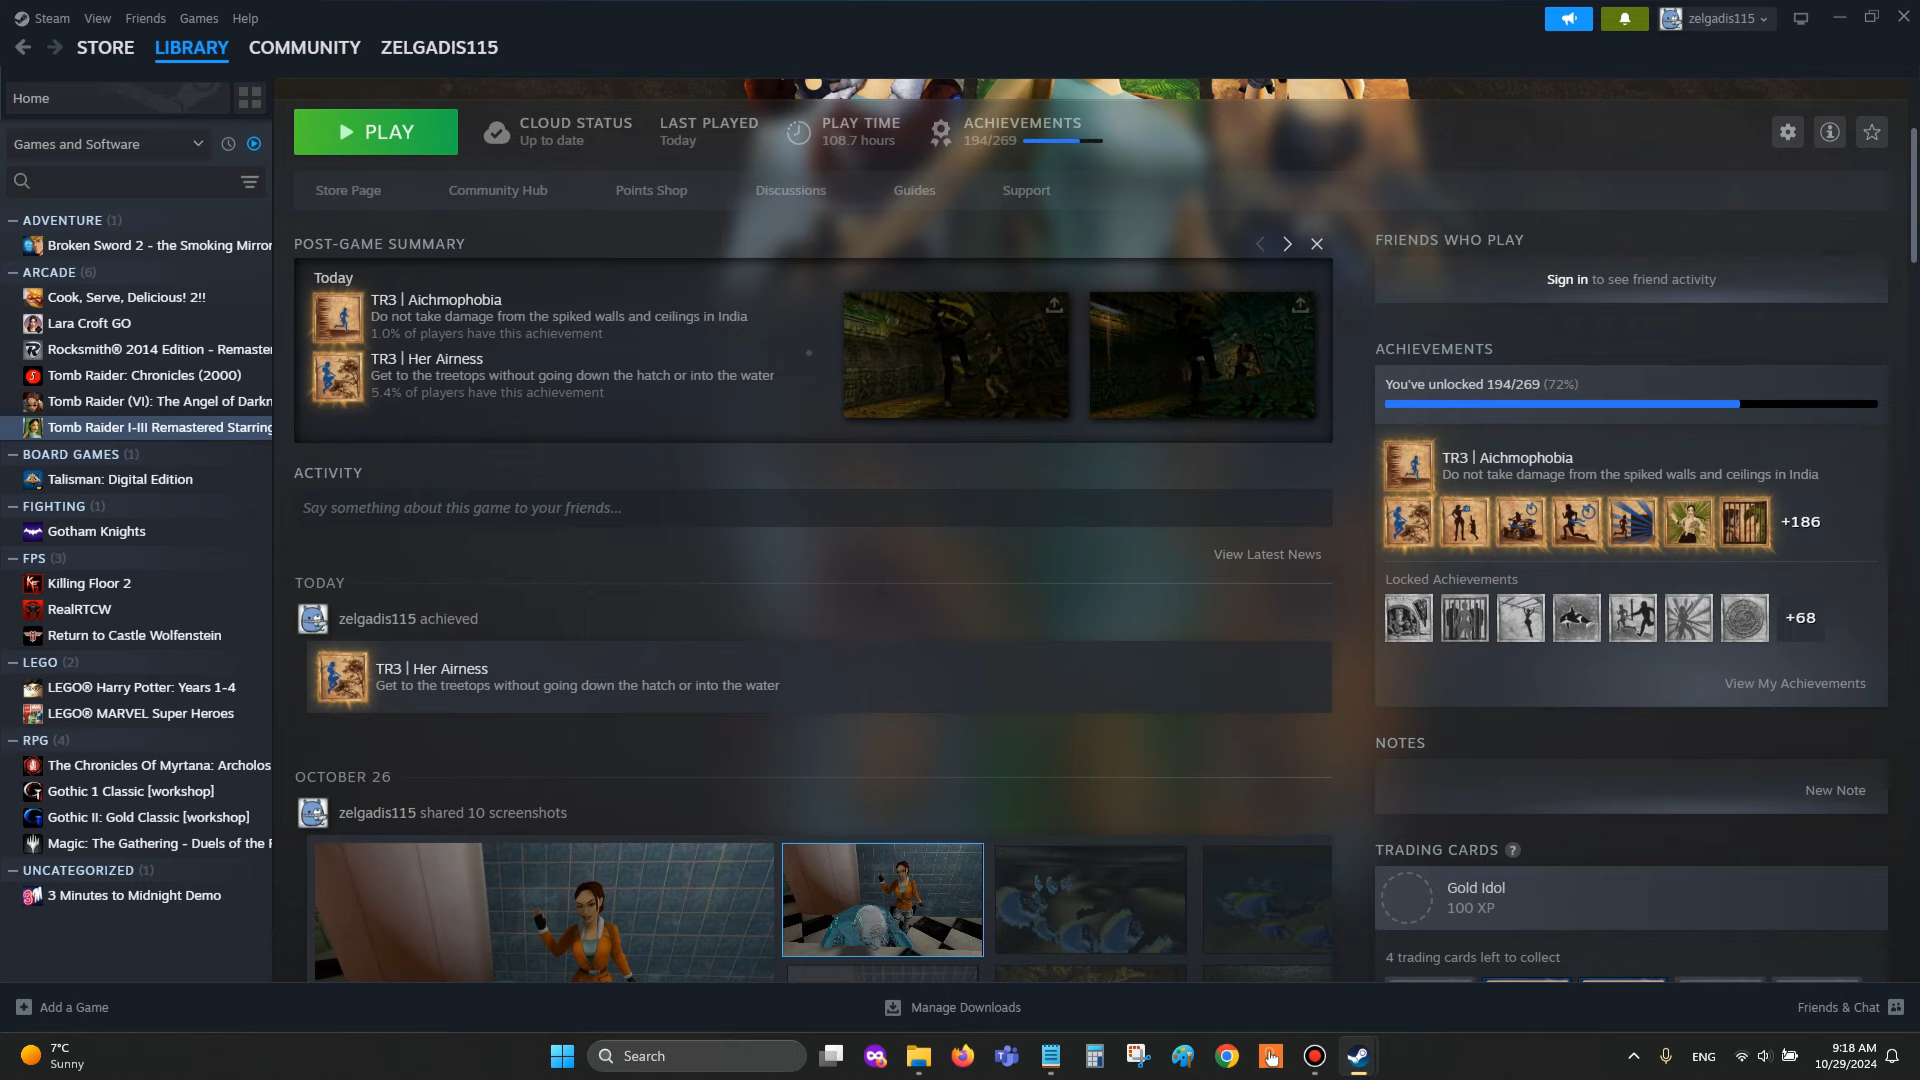 Steam View Friends Games Help
zelgadis115
STORE LIBRARY COMMUNITY ZELGADIS115
Home
Games and Software
ADVENTURE (1)
Broken Sword 2 - the Smoking Mirror
ARCADE (6)
Cook, Serve, Delicious! 2!!
Lara Croft GO
Rocksmith® 2014 Edition - Remaster
Tomb Raider: Chronicles (2000)
Tomb Raider (VI): The Angel of Darkn
Tomb Raider I-III Remastered Starring
BOARD GAMES (1)
Talisman: Digital Edition
FIGHTING (1)
Gotham Knights
FPS (3)
Killing Floor 2
RealRTCW
Return to Castle Wolfenstein
LEGO (2)
LEGO® Harry Potter: Years 1-4
LEGO® MARVEL Super Heroes
RPG (4)
The Chronicles Of Myrtana: Archolos
Gothic 1 Classic [workshop]
Gothic II: Gold Classic [workshop]
Magic: The Gathering - Duels of the P
UNCATEGORIZED (1)
3 Minutes to Midnight Demo
PLAY
CLOUD STATUS
Up to date
LAST PLAYED
Today
PLAY TIME
108.7 hours
ACHIEVEMENTS
194/269
Store Page Community Hub Points Shop Discussions Guides Support
POST-GAME SUMMARY
Today
TR3 | Aichmophobia
Do not take damage from the spiked walls and ceilings in India
1.0% of players have this achievement
TR3 | Her Airness
Get to the treetops without going down the hatch or into the water
5.4% of players have this achievement
ACTIVITY
Say something about this game to your friends...
View Latest News
TODAY
zelgadis115 achieved
TR3 | Her Airness
Get to the treetops without going down the hatch or into the water
OCTOBER 26
zelgadis115 shared 10 screenshots
FRIENDS WHO PLAY
Sign in to see friend activity
ACHIEVEMENTS
You've unlocked 194/269 (72%)
TR3 | Aichmophobia
Do not take damage from the spiked walls and ceilings in India
+186
Locked Achievements
+68
View My Achievements
NOTES
New Note
TRADING CARDS ?
Gold Idol
100 XP
4 trading cards left to collect
Add a Game
Manage Downloads
Friends & Chat
7°C
Sunny
Search
ENG
9:18 AM
10/29/2024